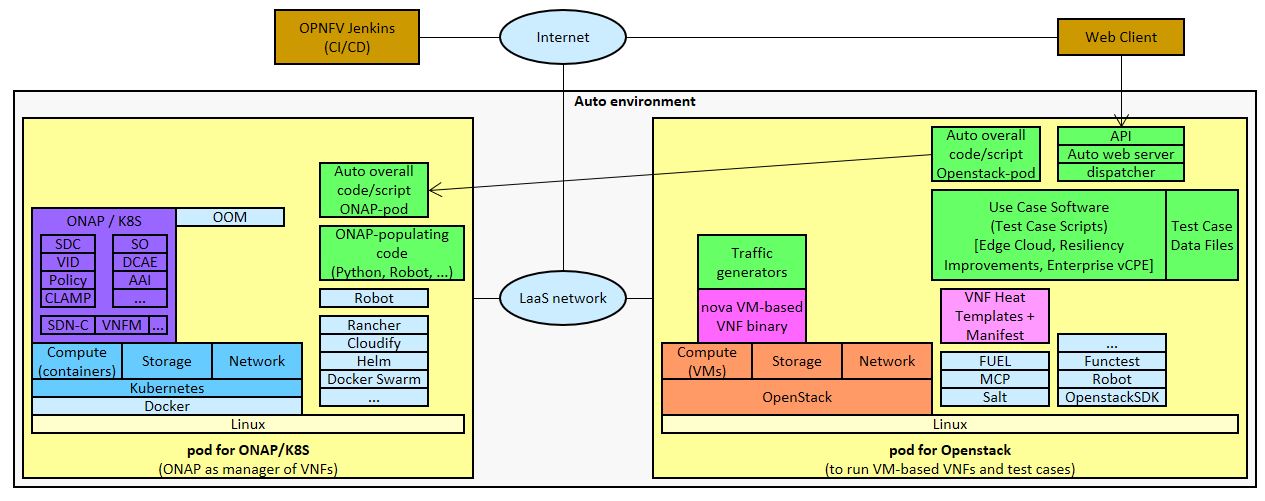 OPNFV Jenkins
(CI/CD)
Internet
Web Client
Auto environment
Auto overall
code/script
ONAP-pod
ONAP / K8S
OOM
SDC
SO
VID
DCAE
Policy
AAI
CLAMP
...
SDN-C
VNFM
...
ONAP-populating
code
(Python, Robot, ...)
Robot
Rancher
Cloudify
Helm
Docker Swarm
...
Compute
(containers)
Storage
Network
Kubernetes
Docker
Linux
pod for ONAP/K8S
(ONAP as manager of VNFs)
LaaS network
Auto overall
code/script
Openstack-pod
API
Auto web server
dispatcher
Use Case Software
(Test Case Scripts)
[Edge Cloud, Resiliency
Improvements, Enterprise vCPE]
Test Case
Data Files
Traffic
generators
nova VM-based
VNF binary
VNF Heat
Templates +
Manifest
Compute
(VMs)
Storage
Network
OpenStack
FUEL
MCP
Salt
...
Functest
Robot
OpenstackSDK
Linux
pod for Openstack
(to run VM-based VNFs and test cases)